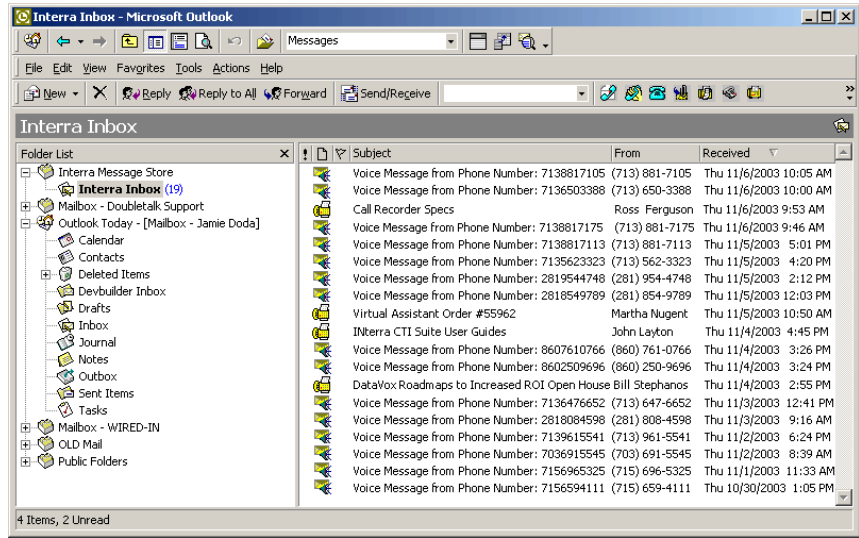 Interra Inbox - Microsoft Outlook
Messages
File Edit View Favorites Tools Actions Help
New Reply Reply to All Forward Send/Receive
Interra Inbox
Folder List
Interra Message Store
Interra Inbox (19)
Mailbox - Doubletalk Support
Outlook Today - [Mailbox - Jamie Doda]
Calendar
Contacts
Deleted Items
Devbuilder Inbox
Drafts
Inbox
Journal
Notes
Outbox
Sent Items
Tasks
Mailbox - WIRED-IN
OLD Mail
Public Folders
! Subject From Received
Voice Message from Phone Number: 7138817105 (713) 881-7105 Thu 11/6/2003 10:05 AM
Voice Message from Phone Number: 7136503388 (713) 650-3388 Thu 11/6/2003 10:00 AM
Call Recorder Specs Ross Ferguson Thu 11/6/2003 9:53 AM
Voice Message from Phone Number: 7138817175 (713) 881-7175 Thu 11/6/2003 9:46 AM
Voice Message from Phone Number: 7138817113 (713) 881-7113 Thu 11/5/2003 5:01 PM
Voice Message from Phone Number: 7135623323 (713) 562-3323 Thu 11/5/2003 4:20 PM
Voice Message from Phone Number: 2819544748 (281) 954-4748 Thu 11/5/2003 2:12 PM
Voice Message from Phone Number: 2818549789 (281) 854-9789 Thu 11/5/2003 12:03 PM
Virtual Assistant Order #55962 Martha Nugent Thu 11/5/2003 10:50 AM
INterra CTI Suite User Guides John Layton Thu 11/4/2003 4:45 PM
Voice Message from Phone Number: 8607610766 (860) 761-0766 Thu 11/4/2003 3:26 PM
Voice Message from Phone Number: 8602509696 (860) 250-9696 Thu 11/4/2003 3:24 PM
DataVox Roadmaps to Increased ROI Open House Bill Stephanos Thu 11/4/2003 2:55 PM
Voice Message from Phone Number: 7136476652 (713) 647-6652 Thu 11/3/2003 12:41 PM
Voice Message from Phone Number: 2818084598 (281) 808-4598 Thu 11/3/2003 9:16 AM
Voice Message from Phone Number: 7139615541 (713) 961-5541 Thu 11/2/2003 6:24 PM
Voice Message from Phone Number: 7036915545 (703) 691-5545 Thu 11/2/2003 8:39 AM
Voice Message from Phone Number: 7156965325 (715) 696-5325 Thu 11/1/2003 11:33 AM
Voice Message from Phone Number: 7156594111 (715) 659-4111 Thu 10/30/2003 1:05 PM
4 Items, 2 Unread